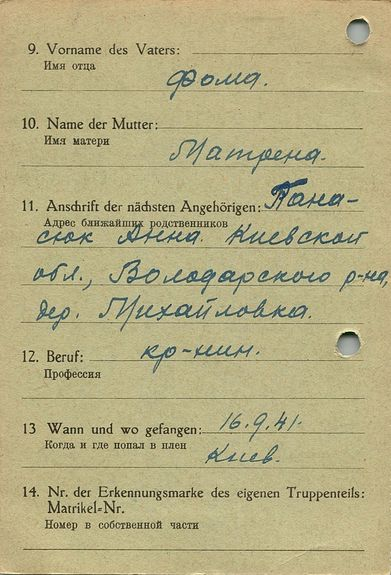 9. Vorname des Vaters:
Имя отца
Фома.
10. Name der Mutter:
Имя матери
Матрена.
11. Anschrift der nächsten Angehörigen: Пана-
Адрес ближайших родственников
сюк Анна. Киевской
обл., Володарского р-на,
дер. Михайловка.
12. Beruf: кр-нин.
Профессия
13 Wann und wo gefangen: 16.9.41.
Когда и где попал в плен
Киев.
14. Nr. der Erkennungsmarke des eigenen Truppenteils:
Matrikel-Nr.
Номер в собственной части